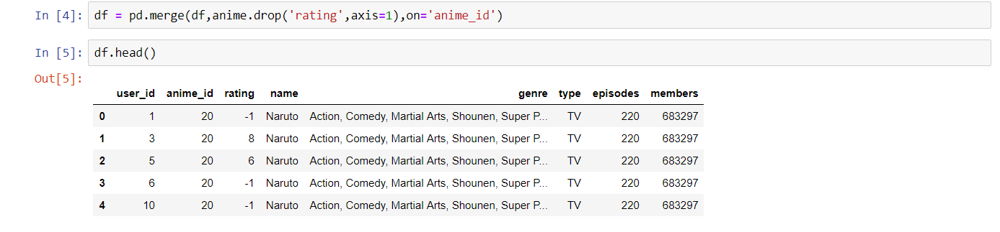 In [4]: df = pd.merge(df,anime.drop('rating',axis=1),on='anime_id')
In [5]: df.head()
Out[5]:
user_id anime_id rating name genre type episodes members
0 1 20 -1 Naruto Action, Comedy, Martial Arts, Shounen, Super P... TV 220 683297
1 3 20 8 Naruto Action, Comedy, Martial Arts, Shounen, Super P... TV 220 683297
2 5 20 6 Naruto Action, Comedy, Martial Arts, Shounen, Super P... TV 220 683297
3 6 20 -1 Naruto Action, Comedy, Martial Arts, Shounen, Super P... TV 220 683297
4 10 20 -1 Naruto Action, Comedy, Martial Arts, Shounen, Super P... TV 220 683297